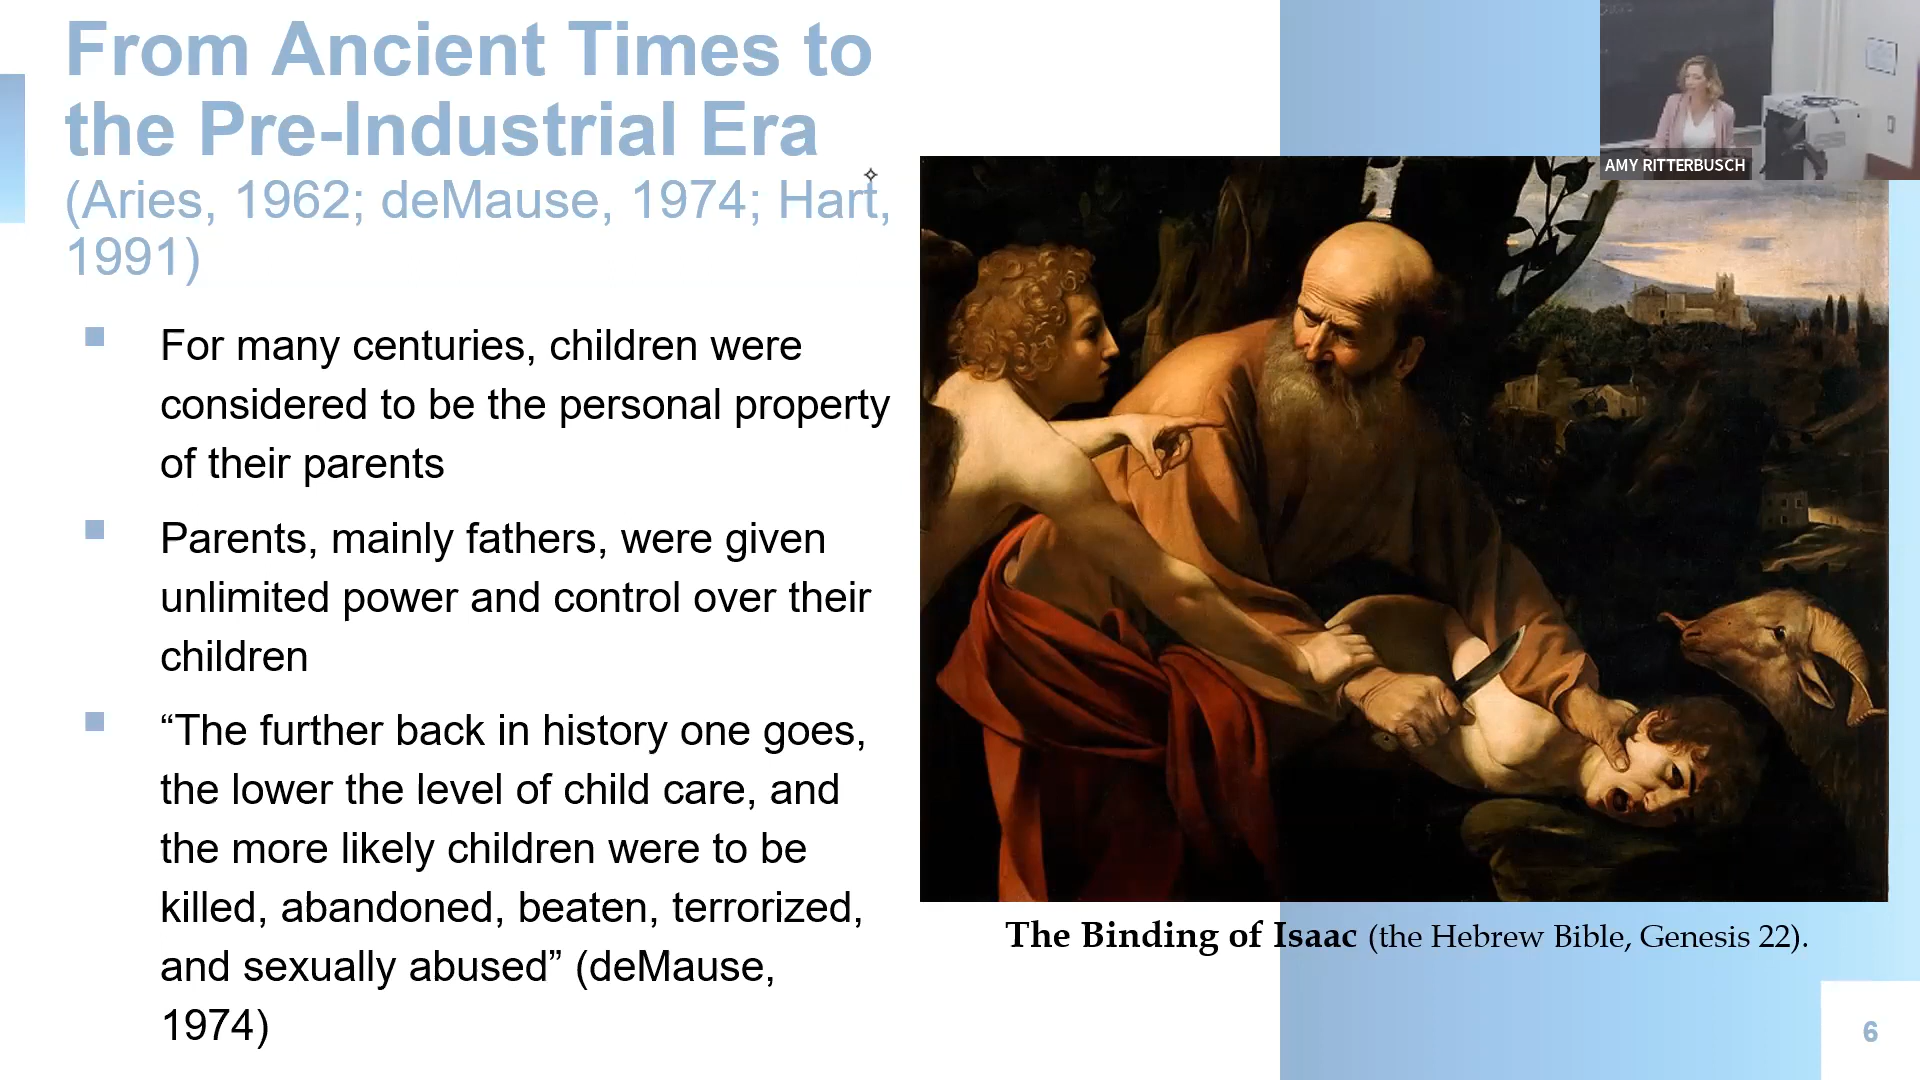 From Ancient Times to
the Pre-Industrial Era
(Aries, 1962; deMause, 1974; Hart,
1991)
For many centuries, children were
considered to be the personal property
of their parents
Parents, mainly fathers, were given
unlimited power and control over their
children
“The further back in history one goes,
the lower the level of child care, and
the more likely children were to be
killed, abandoned, beaten, terrorized,
and sexually abused” (deMause,
1974)
AMY RITTERBUSCH
The Binding of Isaac (the Hebrew Bible, Genesis 22).
6